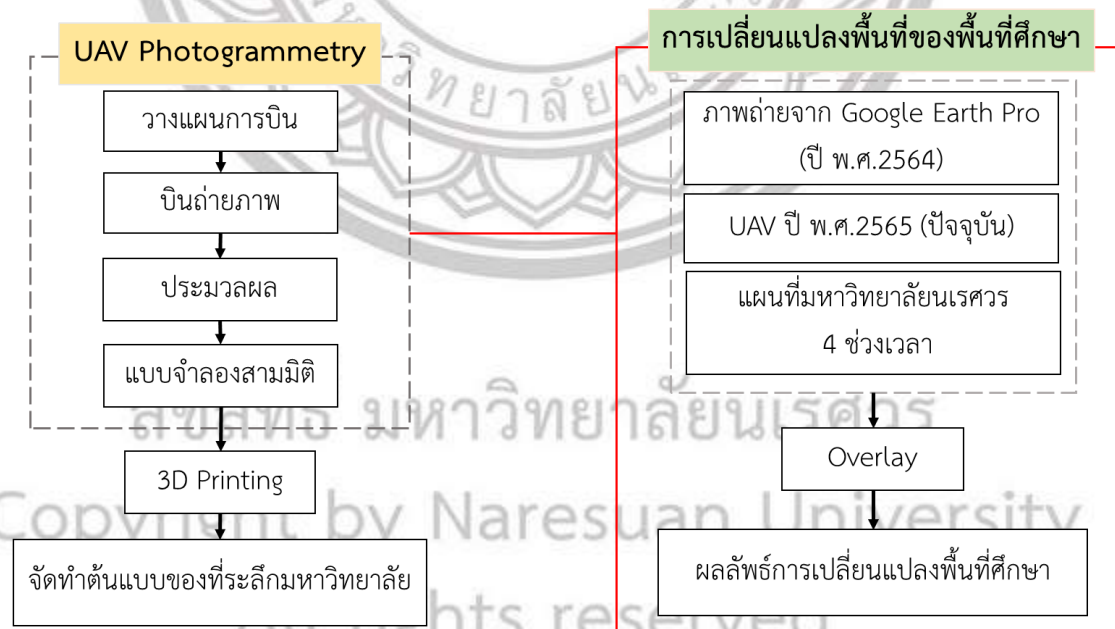 UAV Photogrammetry
วางแผนการบิน
บินถ่ายภาพ
ประมวลผล
แบบจำลองสามมิติ
3D Printing
จัดทำต้นแบบของที่ระลึกมหาวิทยาลัย
การเปลี่ยนแปลงพื้นที่ของพื้นที่ศึกษา
ภาพถ่ายจาก Google Earth Pro
(ปี พ.ศ.2564)
UAV ปี พ.ศ.2565 (ปัจจุบัน)
แผนที่มหาวิทยาลัยนเรศวร
4 ช่วงเวลา
Overlay
ผลลัพธ์การเปลี่ยนแปลงพื้นที่ศึกษา
วิทยาลัยน
ลิขสิทธิ์ มหาวิทยาลัยนเรศวร
Copyright by Naresuan University
rights reserved